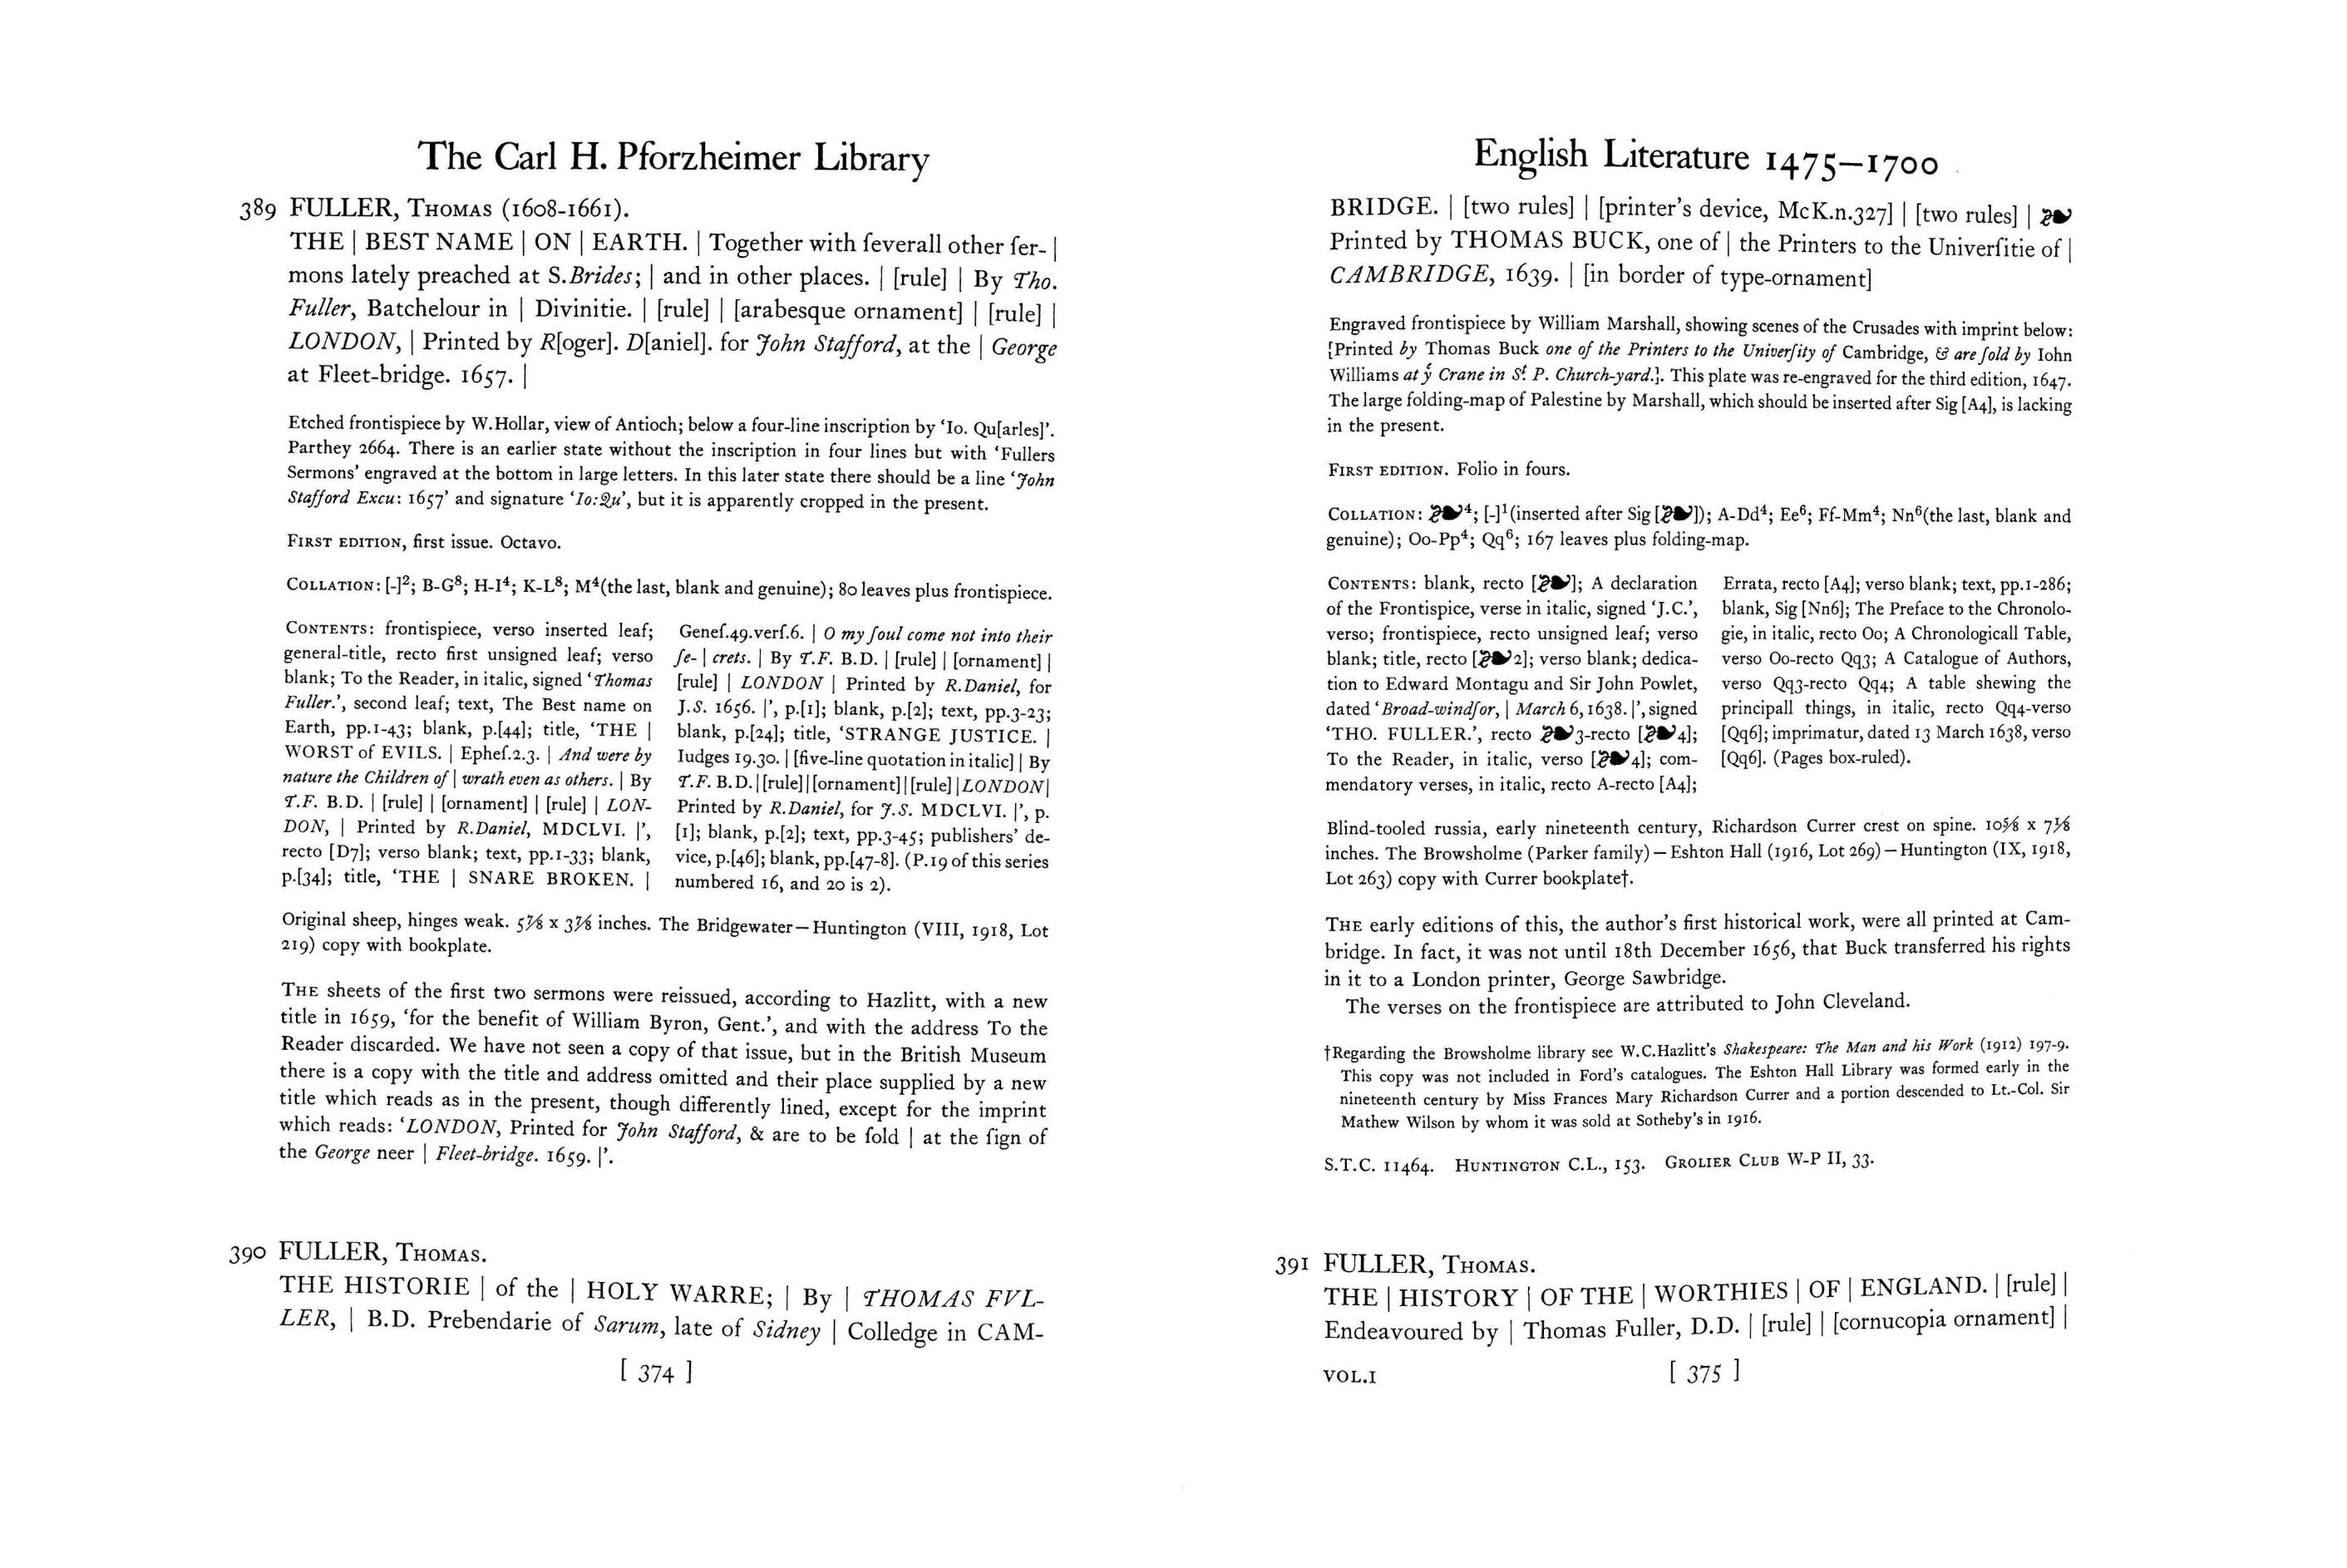 The Carl H. Pforzheimer Library
389 FULLER, Thomas (1608-1661).
THE | BEST NAME | ON | EARTH. | Together with ſeverall other ſer- |
mons lately preached at S.Brides; | and in other places. | [rule] | By Tho.
Fuller, Batchelour in | Divinitie. | [rule] | [arabesque ornament] | [rule] |
LONDON, | Printed by R[oger]. D[aniel]. for John Stafford, at the | George
at Fleet-bridge. 1657. |
Etched frontispiece by W.Hollar, view of Antioch; below a four-line inscription by ‘Io. Qu[arles]’.
Parthey 2664. There is an earlier state without the inscription in four lines but with ‘Fullers
Sermons’ engraved at the bottom in large letters. In this later state there should be a line ‘John
Stafford Excu: 1657’ and signature ‘Io:Qu’, but it is apparently cropped in the present.
First edition, first issue. Octavo.
Collation: [-]²; B-G⁸; H-I⁴; K-L⁸; M⁴(the last, blank and genuine); 80 leaves plus frontispiece.
Contents: frontispiece, verso inserted leaf;
general-title, recto first unsigned leaf; verso
blank; To the Reader, in italic, signed ‘Thomas
Fuller.’, second leaf; text, The Best name on
Earth, pp.1-43; blank, p.[44]; title, ‘THE |
WORST of EVILS. | Epheſ.2.3. | And were by
nature the Children of | wrath even as others. | By
T.F. B.D. | [rule] | [ornament] | [rule] | LON-
DON, | Printed by R.Daniel, MDCLVI. |’,
recto [D7]; verso blank; text, pp.1-33; blank,
p.[34]; title, ‘THE | SNARE BROKEN. |
Geneſ.49.verſ.6. | O my ſoul come not into their
ſe- | crets. | By T.F. B.D. | [rule] | [ornament] |
[rule] | LONDON | Printed by R.Daniel, for
J.S. 1656. |’, p.[1]; blank, p.[2]; text, pp.3-23;
blank, p.[24]; title, ‘STRANGE JUSTICE. |
Iudges 19.30. | [five-line quotation in italic] | By
T.F. B.D. | [rule] | [ornament] | [rule] | LONDON |
Printed by R.Daniel, for J.S. MDCLVI. |’, p.
[1]; blank, p.[2]; text, pp.3-45; publishers’ de-
vice, p.[46]; blank, pp.[47-8]. (P.19 of this series
numbered 16, and 20 is 2).
Original sheep, hinges weak. 5⅞ x 3⅞ inches. The Bridgewater—Huntington (VIII, 1918, Lot
219) copy with bookplate.
The sheets of the first two sermons were reissued, according to Hazlitt, with a new
title in 1659, ‘for the benefit of William Byron, Gent.’, and with the address To the
Reader discarded. We have not seen a copy of that issue, but in the British Museum
there is a copy with the title and address omitted and their place supplied by a new
title which reads as in the present, though differently lined, except for the imprint
which reads: ‘LONDON, Printed for John Stafford, & are to be ſold | at the ſign of
the George neer | Fleet-bridge. 1659. |’.
390 FULLER, Thomas.
THE HISTORIE | of the | HOLY WARRE; | By | THOMAS FVL-
LER, | B.D. Prebendarie of Sarum, late of Sidney | Colledge in CAM-
[ 374 ]
English Literature 1475—1700
BRIDGE. | [two rules] | [printer’s device, McK.n.327] | [two rules] | ❧
Printed by THOMAS BUCK, one of | the Printers to the Univerſitie of |
CAMBRIDGE, 1639. | [in border of type-ornament]
Engraved frontispiece by William Marshall, showing scenes of the Crusades with imprint below:
[Printed by Thomas Buck one of the Printers to the Univerſity of Cambridge, & are ſold by Iohn
Williams at yͤ Crane in Sᵗ. P. Church-yard.]. This plate was re-engraved for the third edition, 1647.
The large folding-map of Palestine by Marshall, which should be inserted after Sig [A4], is lacking
in the present.
First edition. Folio in fours.
Collation: ❧⁴; [-]¹(inserted after Sig [❧]); A-Dd⁴; Ee⁶; Ff-Mm⁴; Nn⁶(the last, blank and
genuine); Oo-Pp⁴; Qq⁶; 167 leaves plus folding-map.
Contents: blank, recto [❧]; A declaration
of the Frontispice, verse in italic, signed ‘J.C.’,
verso; frontispiece, recto unsigned leaf; verso
blank; title, recto [❧2]; verso blank; dedica-
tion to Edward Montagu and Sir John Powlet,
dated ‘Broad-windſor, | March 6, 1638. |’, signed
‘THO. FULLER.’, recto ❧3-recto [❧4];
To the Reader, in italic, verso [❧4]; com-
mendatory verses, in italic, recto A-recto [A4];
Errata, recto [A4]; verso blank; text, pp.1-286;
blank, Sig [Nn6]; The Preface to the Chronolo-
gie, in italic, recto Oo; A Chronologicall Table,
verso Oo-recto Qq3; A Catalogue of Authors,
verso Qq3-recto Qq4; A table shewing the
principall things, in italic, recto Qq4-verso
[Qq6]; imprimatur, dated 13 March 1638, verso
[Qq6]. (Pages box-ruled).
Blind-tooled russia, early nineteenth century, Richardson Currer crest on spine. 10⅝ x 7⅛
inches. The Browsholme (Parker family)—Eshton Hall (1916, Lot 269)—Huntington (IX, 1918,
Lot 263) copy with Currer bookplate†.
The early editions of this, the author’s first historical work, were all printed at Cam-
bridge. In fact, it was not until 18th December 1656, that Buck transferred his rights
in it to a London printer, George Sawbridge.
The verses on the frontispiece are attributed to John Cleveland.
†Regarding the Browsholme library see W.C.Hazlitt’s Shakespeare: The Man and his Work (1912) 197-9.
This copy was not included in Ford’s catalogues. The Eshton Hall Library was formed early in the
nineteenth century by Miss Frances Mary Richardson Currer and a portion descended to Lt.-Col. Sir
Mathew Wilson by whom it was sold at Sotheby’s in 1916.
S.T.C. 11464. Huntington C.L., 153. Grolier Club W-P II, 33.
391 FULLER, Thomas.
THE | HISTORY | OF THE | WORTHIES | OF | ENGLAND. | [rule] |
Endeavoured by | Thomas Fuller, D.D. | [rule] | [cornucopia ornament] |
VOL.I
[ 375 ]